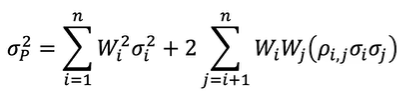 σ_P^2 = ∑_{i=1}^{n} W_i^2 σ_i^2 + 2 ∑_{j=i+1}^{n} W_i W_j (ρ_{i,j} σ_i σ_j)